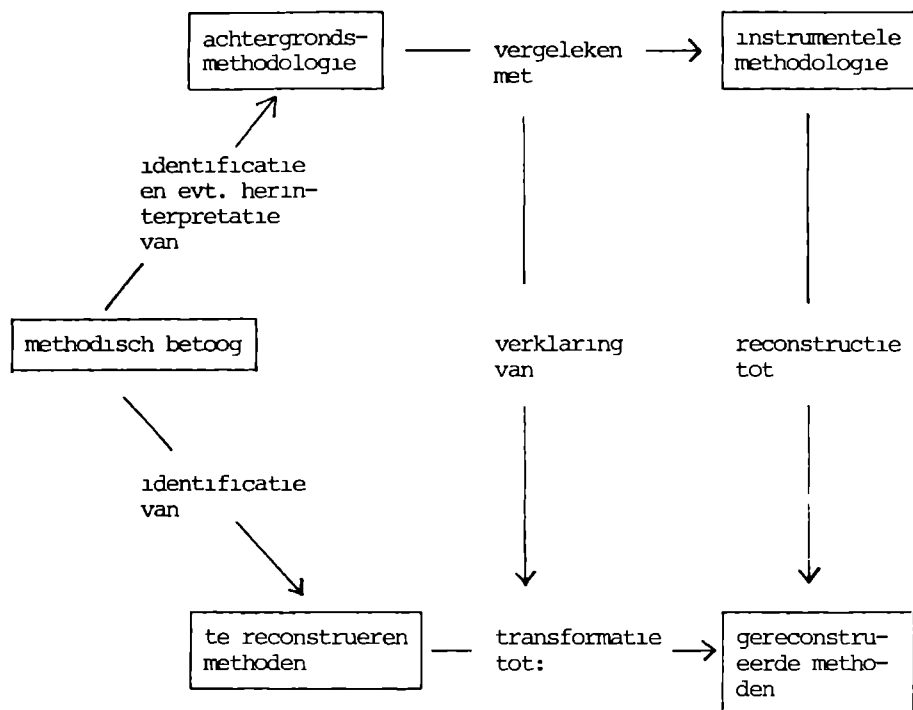 achtergronds-
methodologie
vergeleken
met
instrumentele
methodologie
identificatie
en evt. herin-
terpretatie
van
methodisch betoog
verklaring
van
reconstructie
tot
identificatie
van
te reconstrueren
methoden
transformatie
tot:
gereconstru-
eerde metho-
den